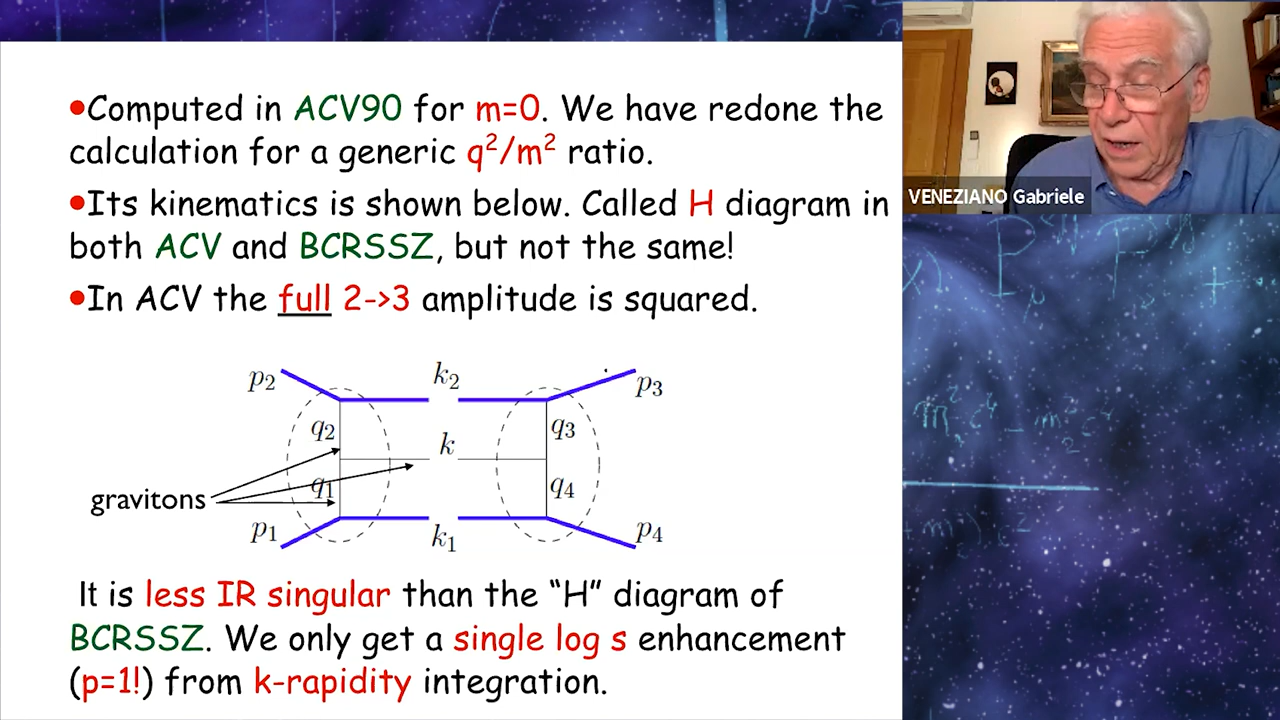 •Computed in ACV90 for m=0. We have redone the
calculation for a generic q²/m² ratio.
•Its kinematics is shown below. Called H diagram in
both ACV and BCRSSZ, but not the same!
•In ACV the full 2->3 amplitude is squared.
p₂ k₂ p₃
q₂ k q₃
gravitons q₁ q₄
p₁ k₁ p₄
It is less IR singular than the “H” diagram of
BCRSSZ. We only get a single log s enhancement
(p=1!) from k-rapidity integration.
VENEZIANO Gabriele